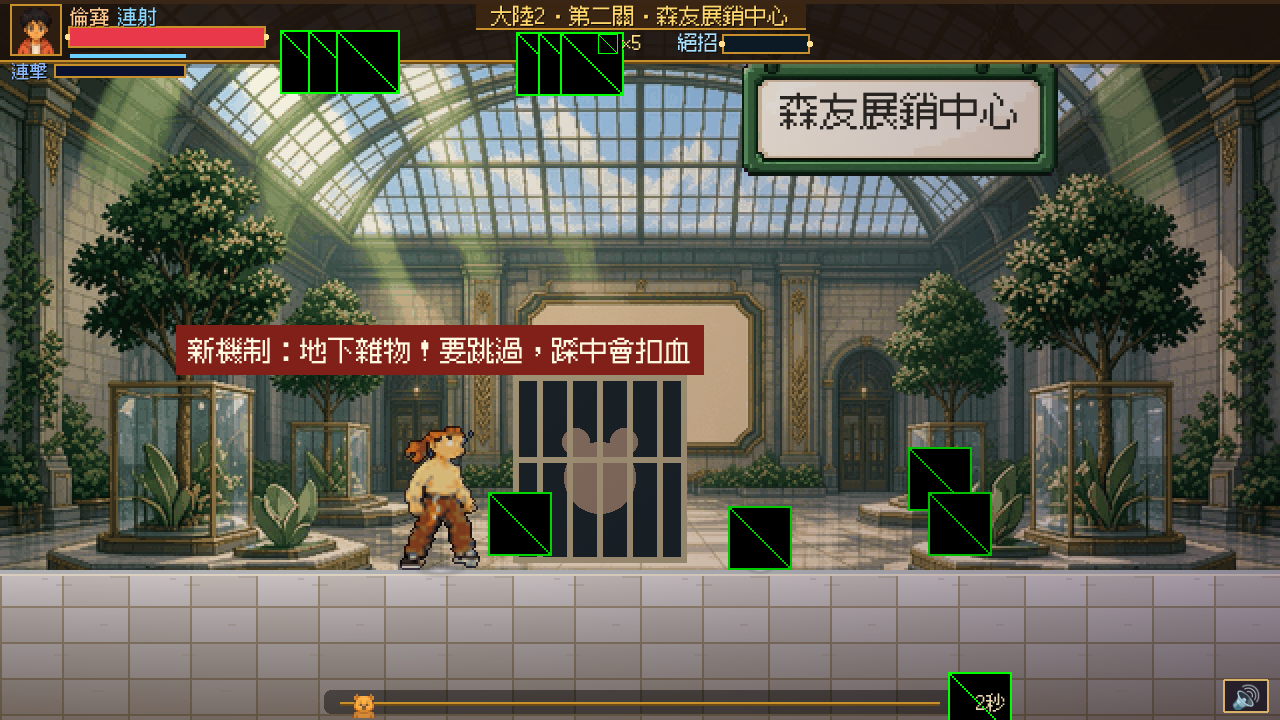 倫寶 連射
大陸2·第二關·森友展銷中心
×5
絕招
連擊
森友展銷中心
新機制：地下雜物！要跳過，踩中會扣血
2秒